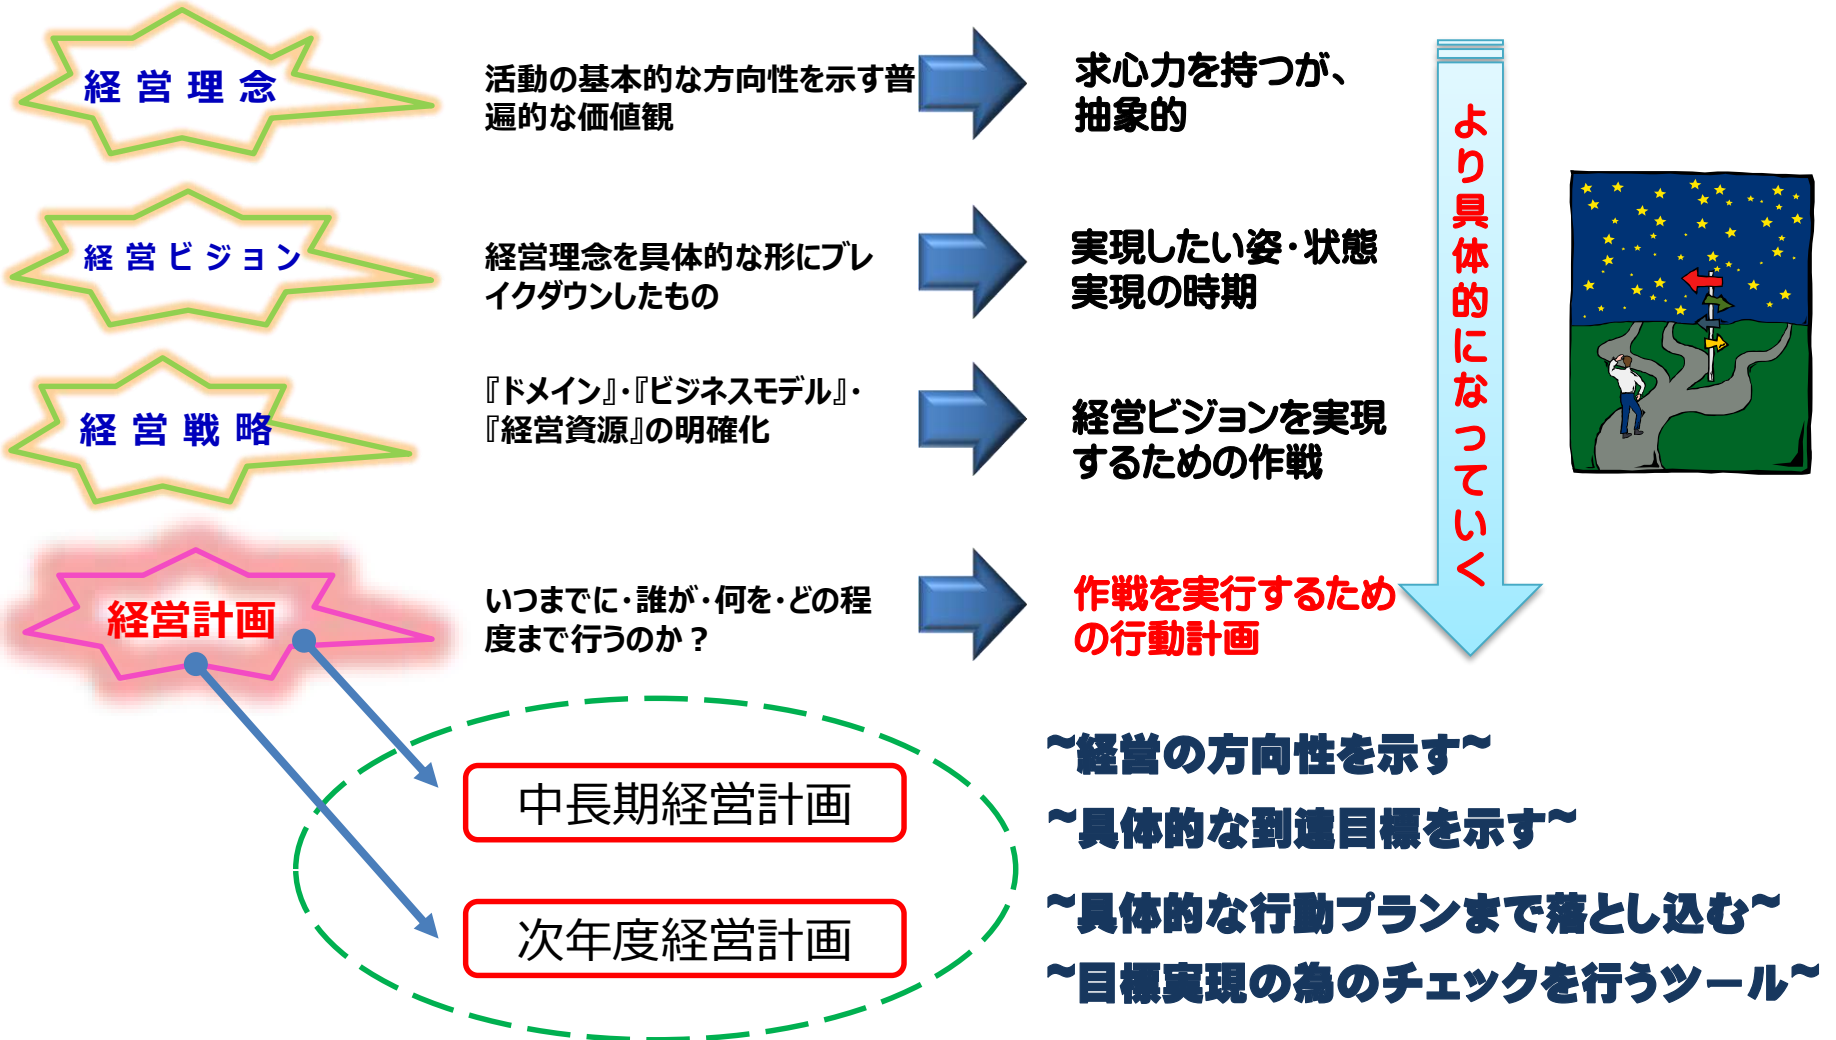 経営理念
活動の基本的な方向性を示す普
遍的な価値観
求心力を持つが、
抽象的
経営ビジョン
経営理念を具体的な形にブレ
イクダウンしたもの
実現したい姿・状態
実現の時期
経営戦略
『ドメイン』・『ビジネスモデル』・
『経営資源』の明確化
経営ビジョンを実現
するための作戦
経営計画
いつまでに・誰が・何を・どの程
度まで行うのか？
作戦を実行するため
の行動計画
より具体的になっていく
中長期経営計画
~経営の方向性を示す~
~具体的な到達目標を示す~
次年度経営計画
~具体的な行動プランまで落とし込む~
~目標実現の為のチェックを行うツール~